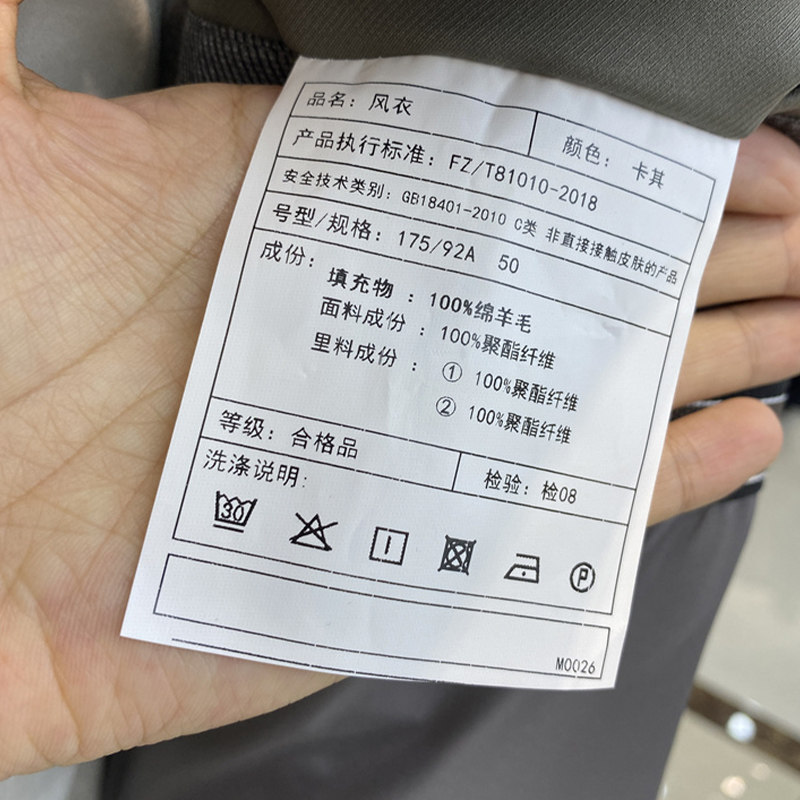 品名: 风衣
颜色: 卡其
产品执行标准: FZ/T81010-2018
安全技术类别: GB18401-2010 C类 非直接接触皮肤的产品
号型/规格: 175/92A 50
成份:
填充物 : 100%绵羊毛
面料成份 : 100%聚酯纤维
里料成份 : ① 100%聚酯纤维
② 100%聚酯纤维
等级: 合格品
检验: 检08
洗涤说明:
30
P
M0026